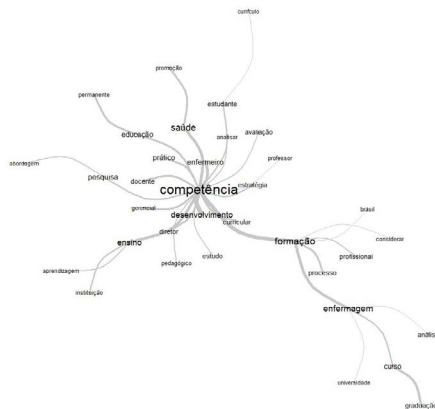 currículo
promoção
permanente
estudante
saúde
educação
analisar
avaliação
prático
enfermeiro
professor
abordagem
pesquisa
docente
estratégia
competência
gerencial
brasil
desenvolvimento
curricular
diretor
ensino
formação
considerar
estudo
profissional
pedagógico
aprendizagem
processo
instituição
enfermagem
análise
curso
universidade
graduação